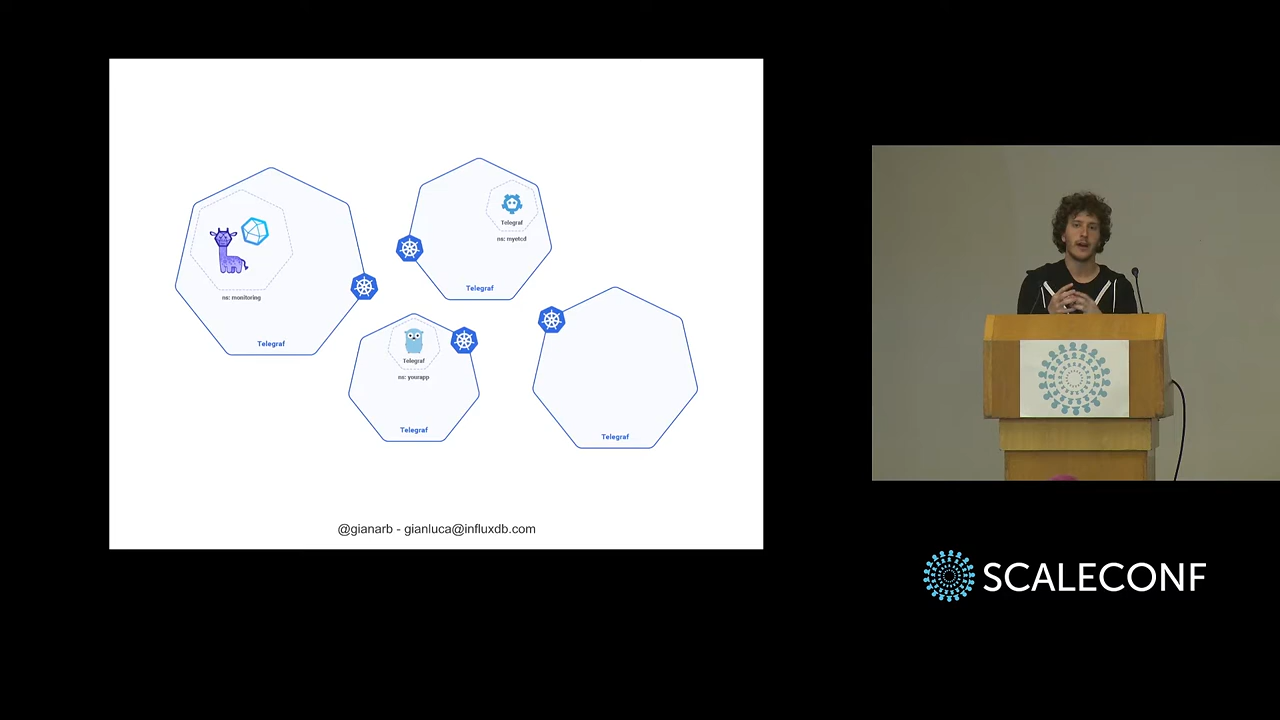 Telegraf
ns: myetcd
Telegraf
ns: monitoring
Telegraf
Telegraf
ns: yourapp
Telegraf
Telegraf
@gianarb - gianluca@influxdb.com
SCALECONF